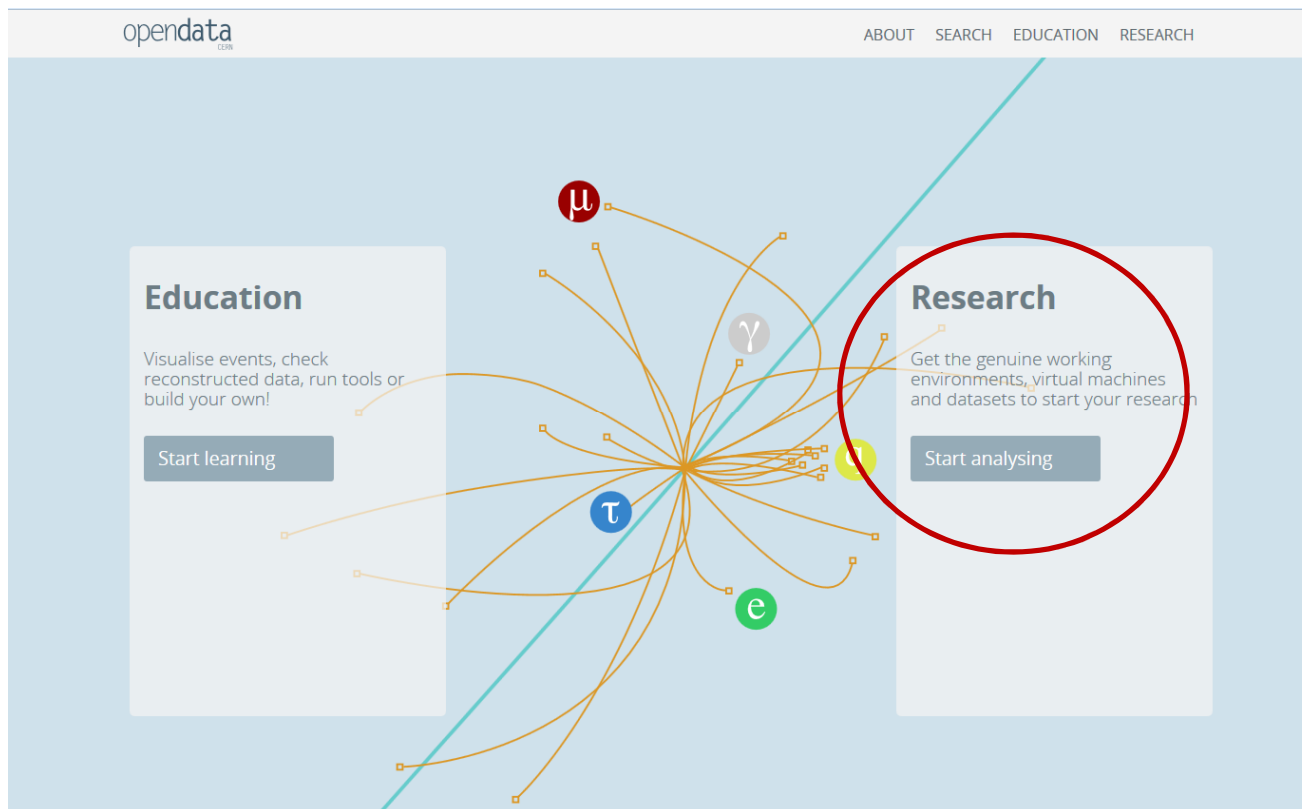 opendata
CERN
ABOUT SEARCH EDUCATION RESEARCH
μ
γ
Education
Visualise events, check
reconstructed data, run tools or
build your own!
Start learning
Research
Get the genuine working
environments, virtual machines
and datasets to start your research
Start analysing
q
τ
e